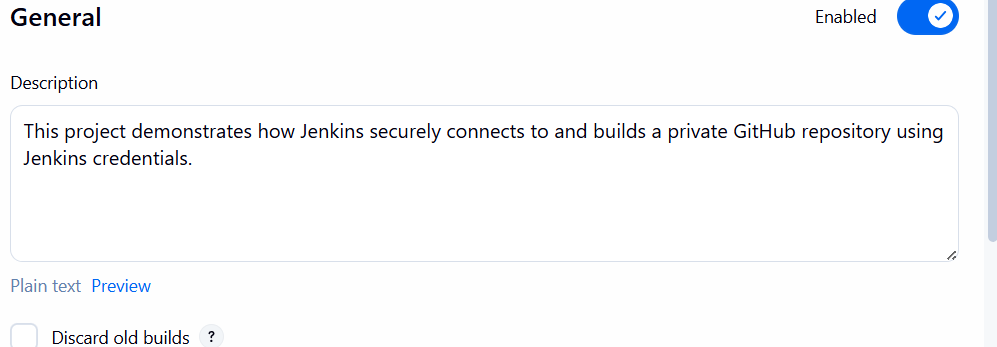 General
Enabled
Description
This project demonstrates how Jenkins securely connects to and builds a private GitHub repository using
Jenkins credentials.
Plain text Preview
Discard old builds ?